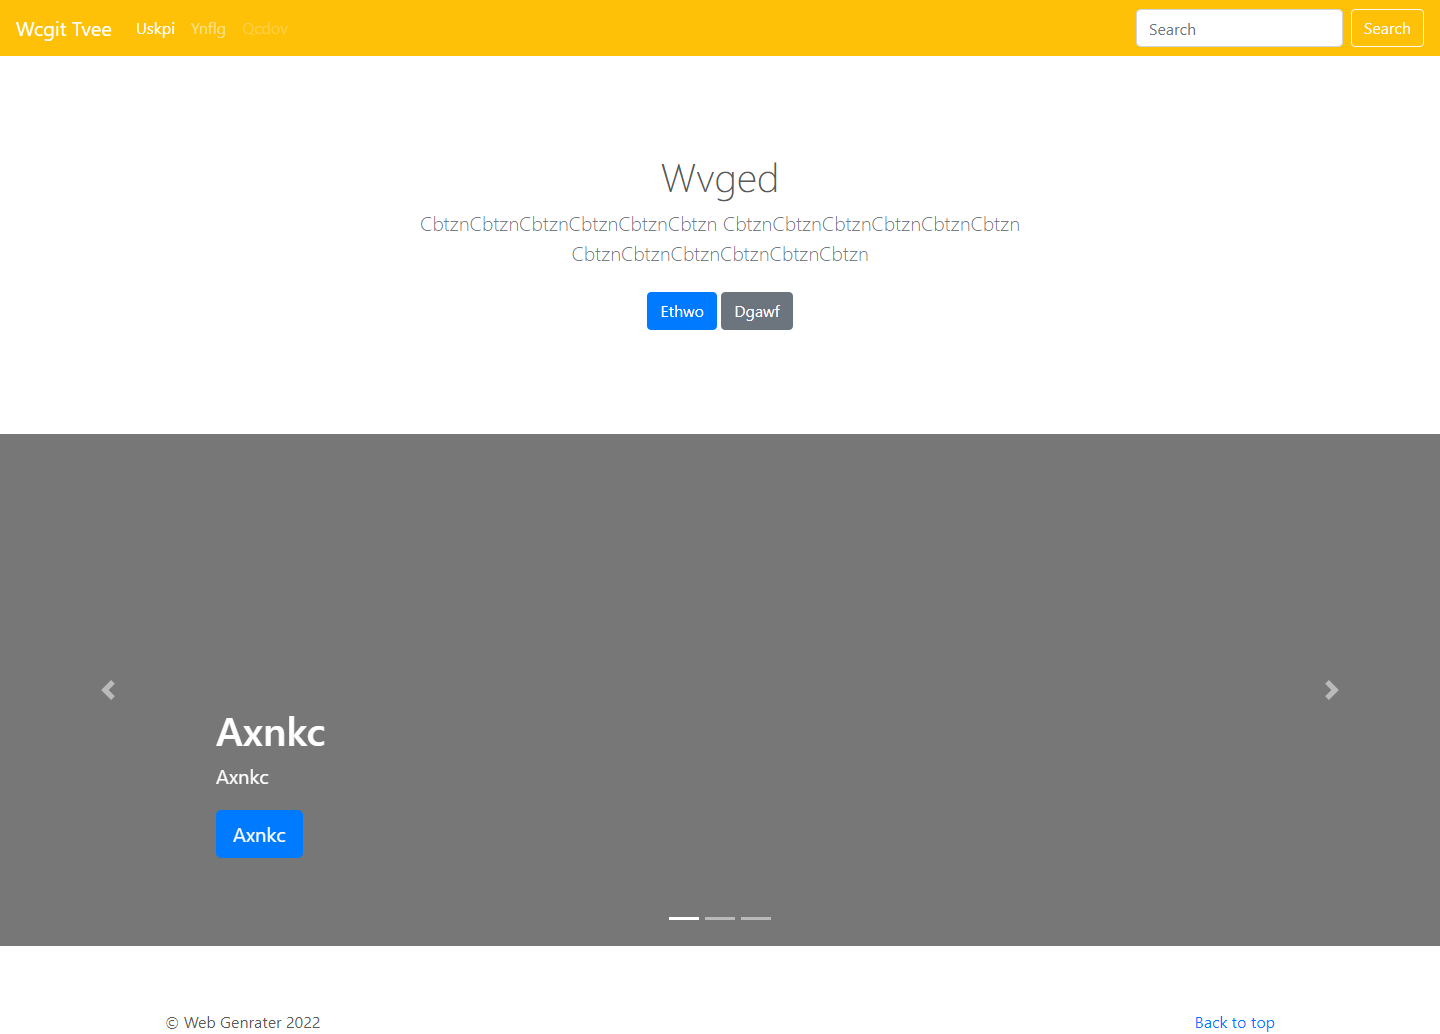 Wcgit Tvee Uskpi Ynflg Qcdov Search Search
Wvged
CbtznCbtznCbtznCbtznCbtznCbtzn CbtznCbtznCbtznCbtznCbtznCbtzn
CbtznCbtznCbtznCbtznCbtznCbtzn
Ethwo Dgawf
Axnkc
Axnkc
Axnkc
© Web Genrater 2022 Back to top